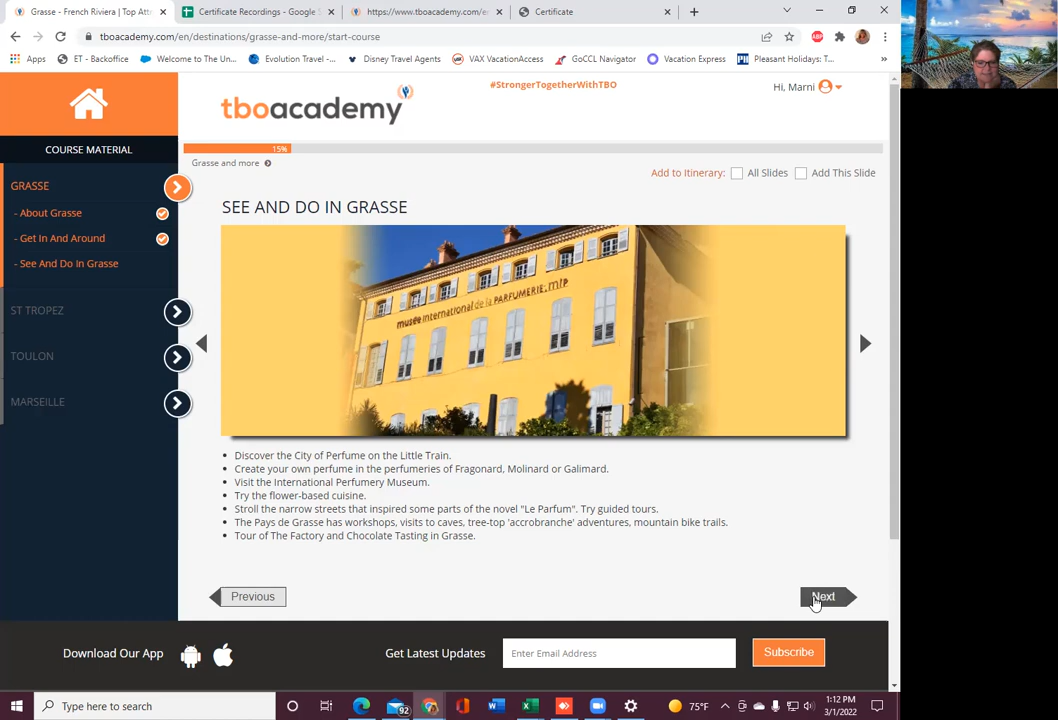 Grasse - French Riviera | Top Att
Certificate Recordings - Google S
https://www.tboacademy.com/e
Certificate
tboacademy.com/en/destinations/grasse-and-more/start-course
ABP
Apps
ET - Backoffice
Welcome to The Un...
Evolution Travel -...
Disney Travel Agents
VAX VacationAccess
GoCCL Navigator
Vacation Express
Pleasant Holidays: T...
tboacademy
#StrongerTogetherWithTBO
Hi, Marni
COURSE MATERIAL
15%
Grasse and more
Add to Itinerary: All Slides Add This Slide
GRASSE
- About Grasse
- Get In And Around
- See And Do In Grasse
ST TROPEZ
TOULON
MARSEILLE
SEE AND DO IN GRASSE
musée international de la PARFUMERIE. mip
• Discover the City of Perfume on the Little Train.
• Create your own perfume in the perfumeries of Fragonard, Molinard or Galimard.
• Visit the International Perfumery Museum.
• Try the flower-based cuisine.
• Stroll the narrow streets that inspired some parts of the novel "Le Parfum". Try guided tours.
• The Pays de Grasse has workshops, visits to caves, tree-top 'accrobranche' adventures, mountain bike trails.
• Tour of The Factory and Chocolate Tasting in Grasse.
Previous
Next
Download Our App
Get Latest Updates
Enter Email Address
Subscribe
Type here to search
92
75°F
1:12 PM
3/1/2022